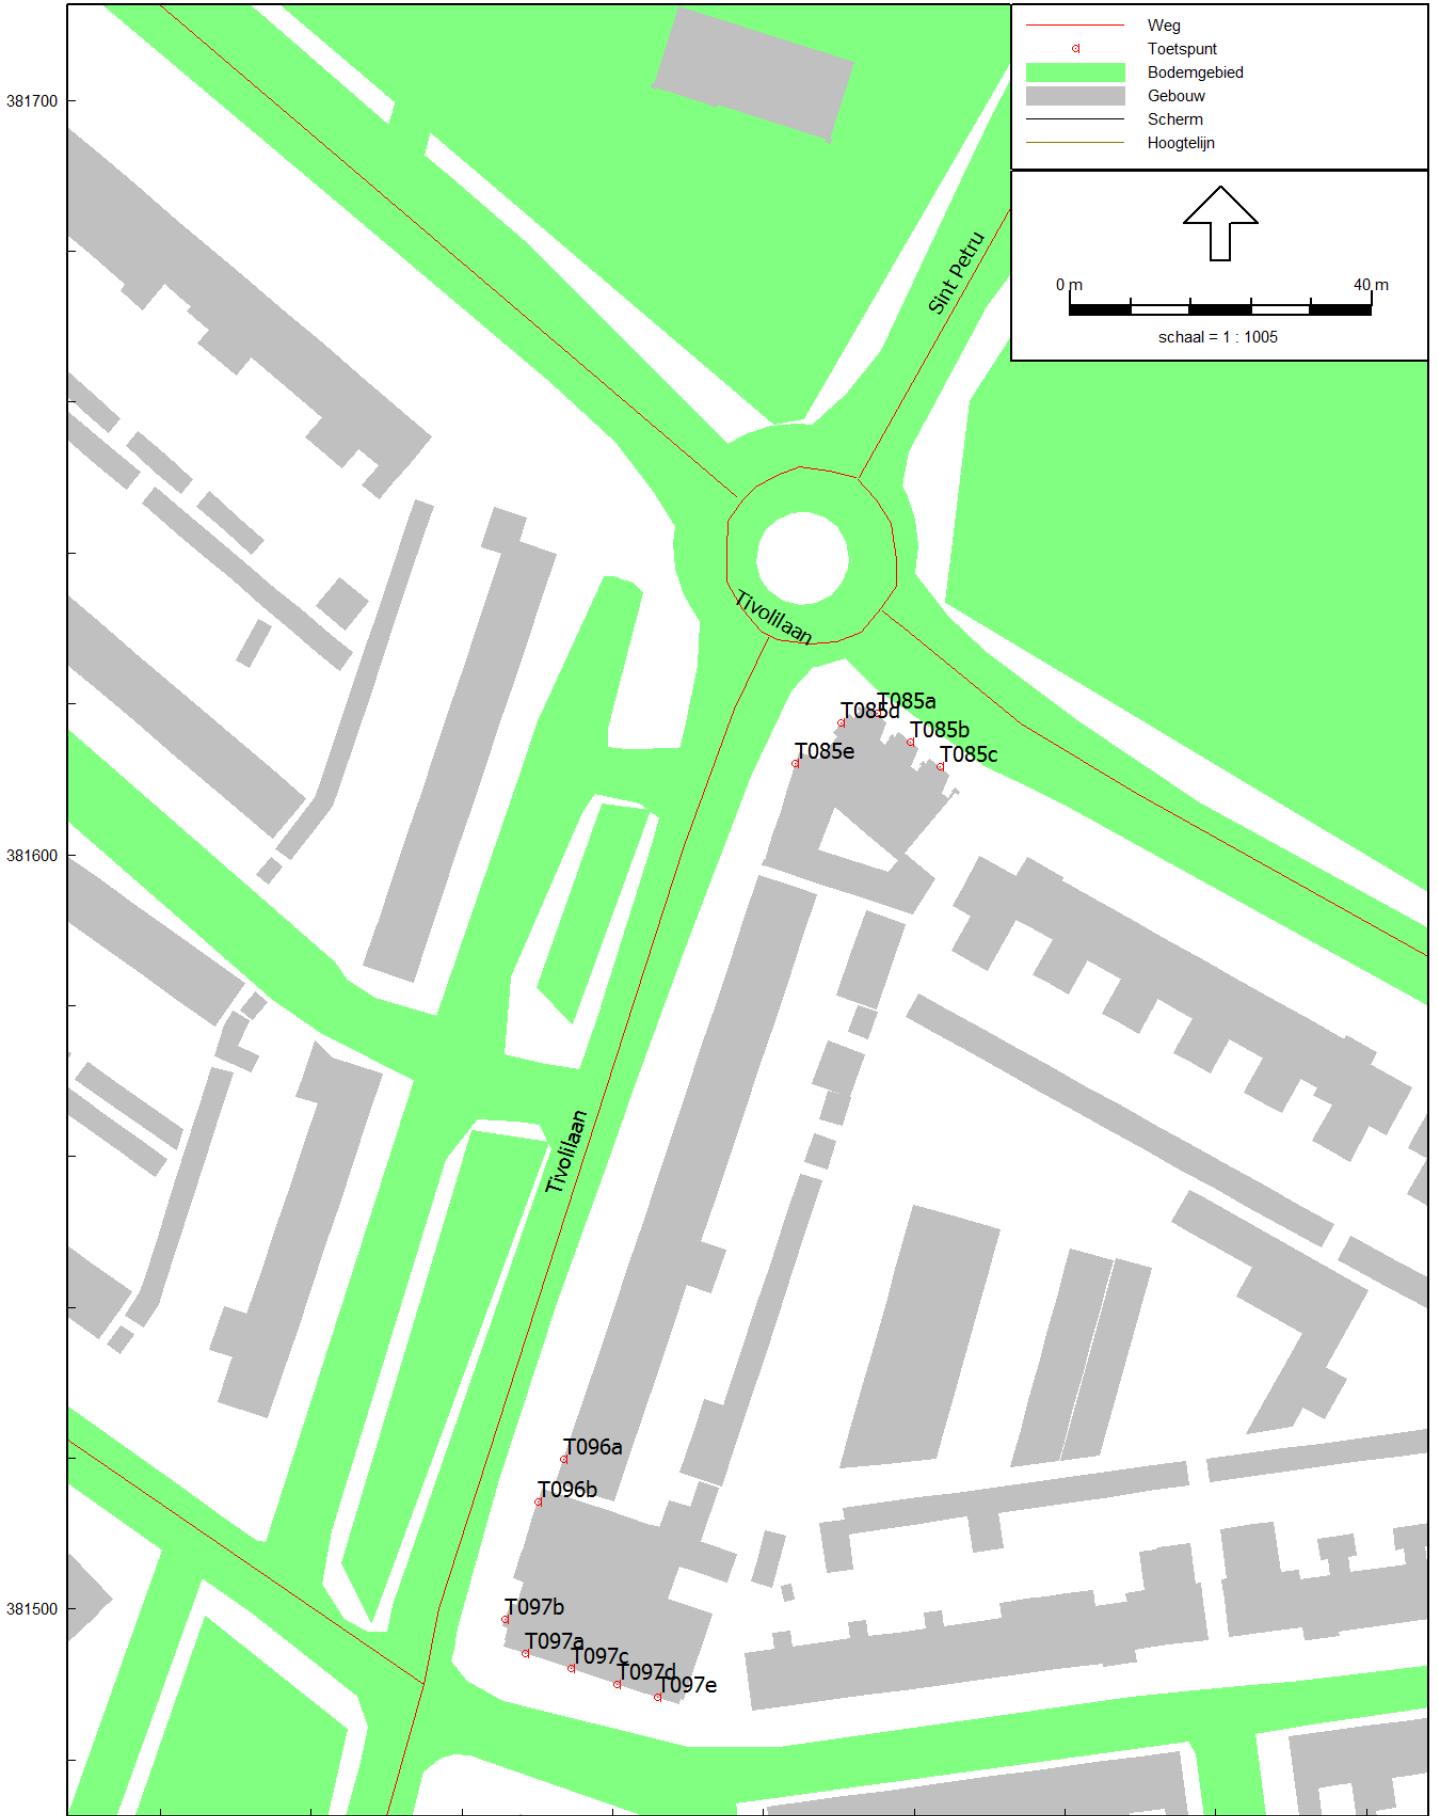 Weg
Toetspunt
Bodemgebied
Gebouw
Scherm
Hoogtelijn
0 m 40 m
schaal = 1 : 1005
381700
Sint Petru
Tivolilaan
T085a
T085d
T085b
T085e
T085c
381600
Tivolilaan
T096a
T096b
381500
T097b
T097a
T097c
T097d
T097e